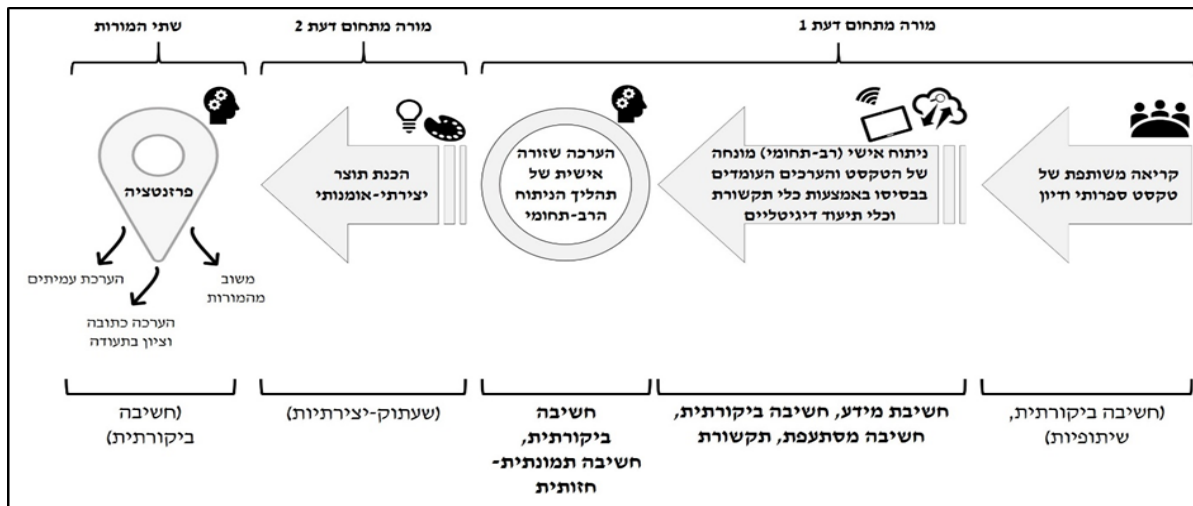 מורה מתחום דעת 1
מורה מתחום דעת 2
שתי המורות
קריאה משותפת של
טקסט ספרותי ודיון
ניתוח אישי (רב-תחומי) מונחה
של הטקסט והערכים העומדים
בבסיסו באמצעות כלי תקשורת
וכלי תיעוד דיגיטליים
הערכה שזורה
אישית של
תהליך הניתוח
הרב-תחומי
הכנת תוצר
יצירתי-אומנותי
פרזנטציה
משוב
מהמורות
הערכה כתובה
וציון בתעודה
הערכת עמיתים
(חשיבה ביקורתית,
שיתופיות)
חשיבת מידע, חשיבה ביקורתית,
חשיבה מסתעפת, תקשורת
חשיבה
ביקורתית,
חשיבה תמונתית-
חזותית
(שעתוק-יצירתיות)
(חשיבה
ביקורתית)